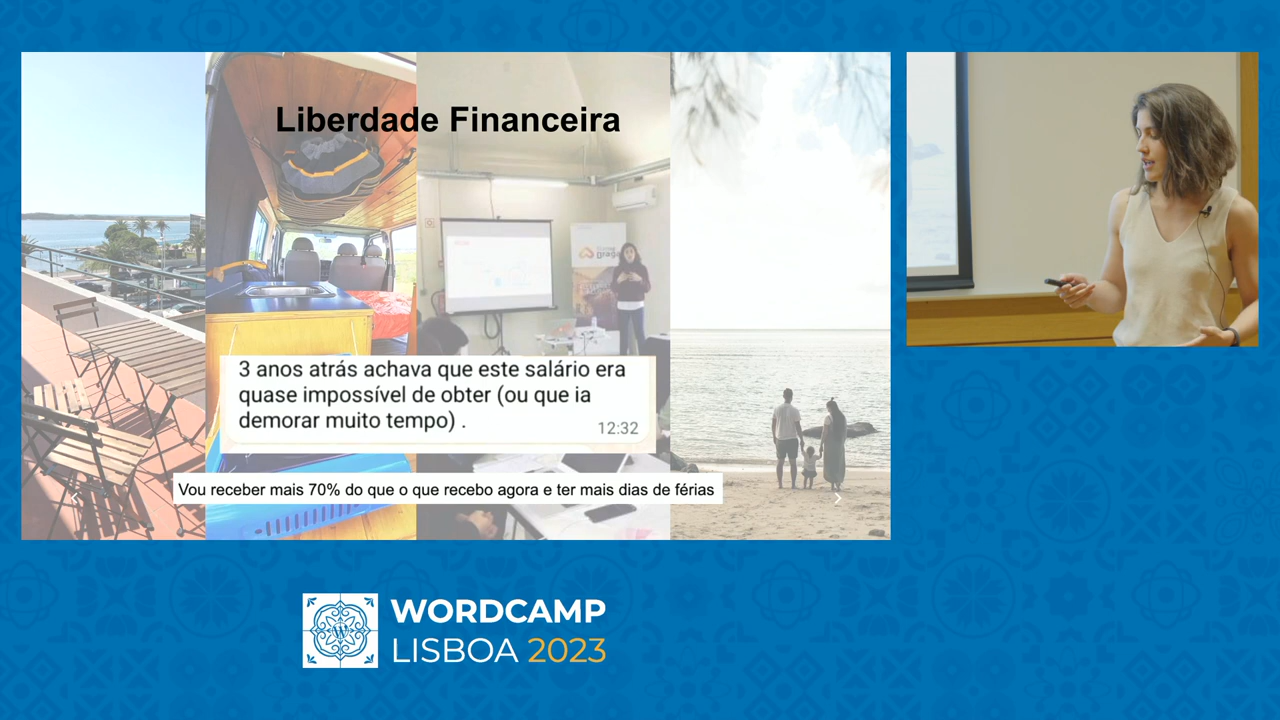 Liberdade Financeira
3 anos atrás achava que este salário era
quase impossível de obter (ou que ia
demorar muito tempo) .
12:32
Vou receber mais 70% do que o que recebo agora e ter mais dias de férias
WORDCAMP
LISBOA 2023